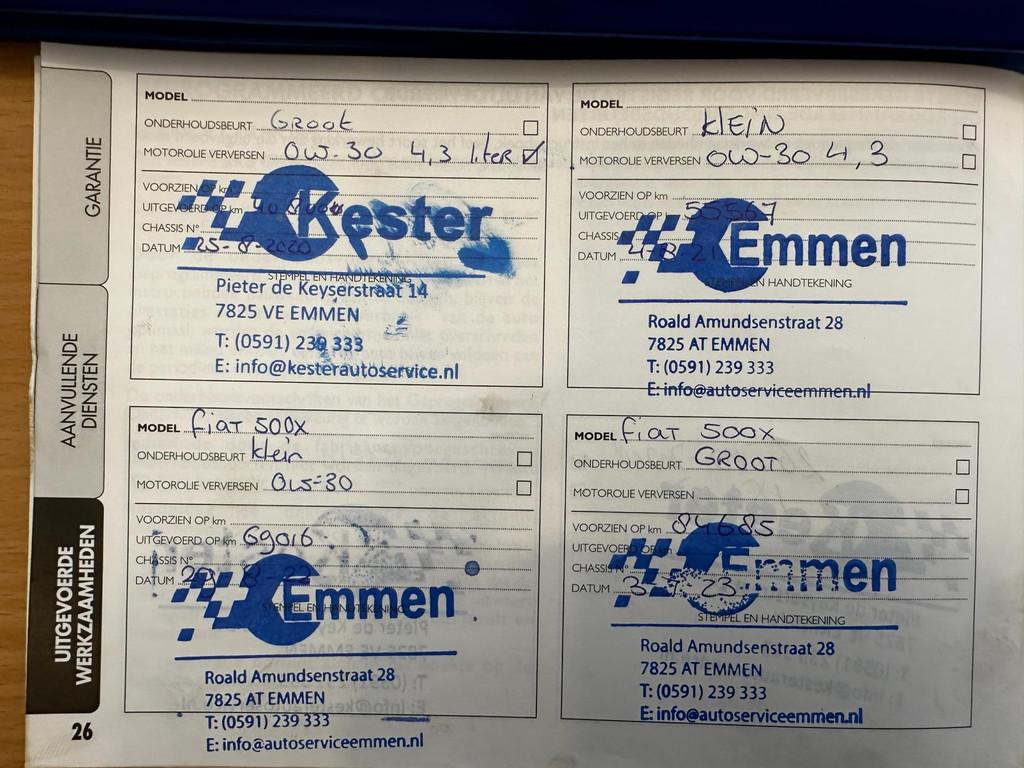 GARANTIE
AANVULLENDE
DIENSTEN
UITGEVOERDE
WERKZAAMHEDEN
26
MODEL
ONDERHOUDSBEURT Groot
MOTOROLIE VERVERSEN OW-30 4,3 liter
VOORZIEN OP km
UITGEVOERD OP km
CHASSIS N°
DATUM 25-8-2020
Kester
STEMPEL EN HANDTEKENING
Pieter de Keyserstraat 14
7825 VE EMMEN
T: (0591) 239 333
E: info@kesterautoservice.nl
MODEL
ONDERHOUDSBEURT KlEiN
MOTOROLIE VERVERSEN OW-30 4,3
VOORZIEN OP km
UITGEVOERD OP 55567
CHASSIS
DATUM
Emmen
EN HANDTEKENING
Roald Amundsenstraat 28
7825 AT EMMEN
T: (0591) 239 333
E: info@autoserviceemmen.nl
MODEL fiat 500x
ONDERHOUDSBEURT klein
MOTOROLIE VERVERSEN OW-30
VOORZIEN OP km
UITGEVOERD OP km 69016
CHASSIS N°
DATUM
Emmen
STEMPEL EN HANDTEKENING
Roald Amundsenstraat 28
7825 AT EMMEN
T: (0591) 239 333
E: info@autoserviceemmen.nl
MODEL fiat 500x
ONDERHOUDSBEURT GROOT
MOTOROLIE VERVERSEN
VOORZIEN OP km 84685
UITGEVOERD OP km
CHASSIS
DATUM
Emmen
STEMPEL EN HANDTEKENING
Roald Amundsenstraat 28
7825 AT EMMEN
T: (0591) 239 333
E: info@autoserviceemmen.nl